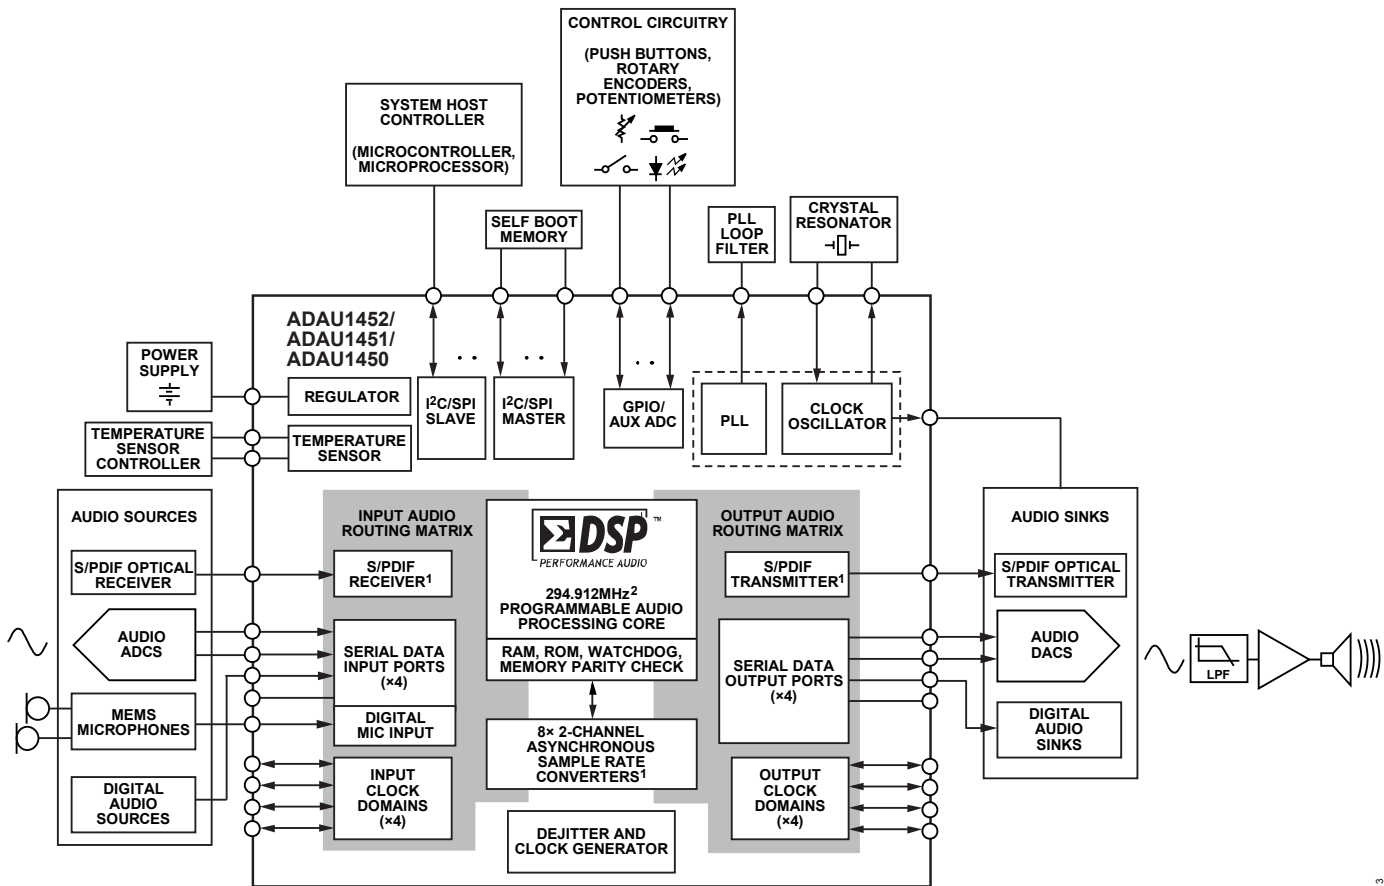 CONTROL CIRCUITRY
(PUSH BUTTONS,
ROTARY
ENCODERS,
POTENTIOMETERS)
SYSTEM HOST
CONTROLLER
(MICROCONTROLLER,
MICROPROCESSOR)
SELF BOOT
MEMORY
PLL
LOOP
FILTER
CRYSTAL
RESONATOR
ADAU1452/
ADAU1451/
ADAU1450
POWER
SUPPLY
REGULATOR
TEMPERATURE
SENSOR
CONTROLLER
TEMPERATURE
SENSOR
I²C/SPI
SLAVE
I²C/SPI
MASTER
GPIO/
AUX ADC
PLL
CLOCK
OSCILLATOR
AUDIO SOURCES
S/PDIF OPTICAL
RECEIVER
AUDIO
ADCS
MEMS
MICROPHONES
DIGITAL
AUDIO
SOURCES
INPUT AUDIO
ROUTING MATRIX
S/PDIF
RECEIVER¹
SERIAL DATA
INPUT PORTS
(×4)
DIGITAL
MIC INPUT
INPUT
CLOCK
DOMAINS
(×4)
ΣDSP™
PERFORMANCE AUDIO
294.912MHz²
PROGRAMMABLE AUDIO
PROCESSING CORE
RAM, ROM, WATCHDOG,
MEMORY PARITY CHECK
8× 2-CHANNEL
ASYNCHRONOUS
SAMPLE RATE
CONVERTERS¹
DEJITTER AND
CLOCK GENERATOR
OUTPUT AUDIO
ROUTING MATRIX
S/PDIF
TRANSMITTER¹
SERIAL DATA
OUTPUT PORTS
(×4)
OUTPUT
CLOCK
DOMAINS
(×4)
AUDIO SINKS
S/PDIF OPTICAL
TRANSMITTER
AUDIO
DACS
DIGITAL
AUDIO
SINKS
LPF
3